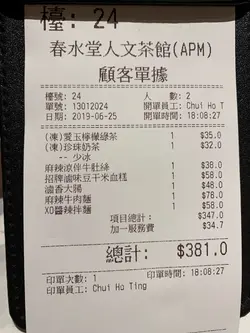 檯: 24
春水堂人文茶館(APM)
顧客單據
檯號: 24 人 數: 2
單號: 13012024 開單員工: Chui Ho T
日期: 2019-06-25 開單時間: 18:08:27
(凍)愛玉檸檬綠茶 1 $35.0
(凍)珍珠奶茶 1 $32.0
-- 少冰
麻辣涼伴牛肚絲 1 $38.0
招牌滷味豆干米血糕 1 $58.0
滷香大腸 1 $48.0
麻辣牛肉麵 1 $78.0
XO醬辣拌麵 1 $58.0
項目總計: $347.0
加一服務費 $34.7
總計: $381.0
印單次數: 1 印單時間: 18:08:27
印單員工: Chui Ho Ting